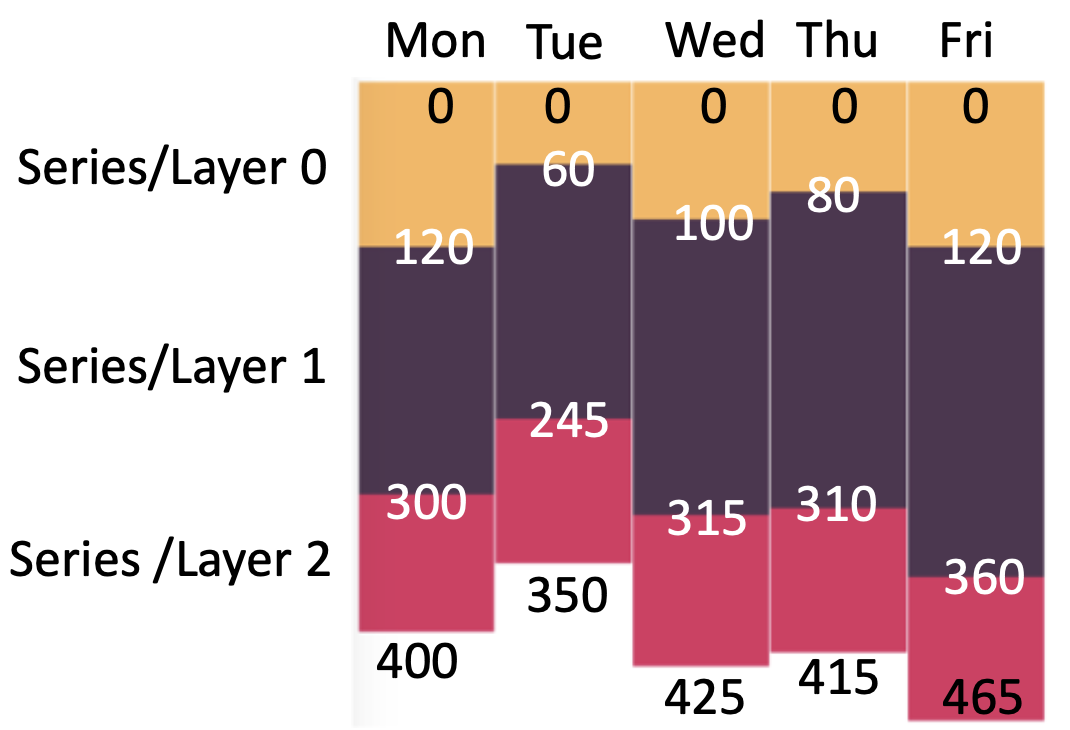 Mon Tue Wed Thu Fri
0 0 0 0 0
Series/Layer 0
60
80
100
120 120
Series/Layer 1
245
300
310
315
Series /Layer 2
360
350
400
415
425
465